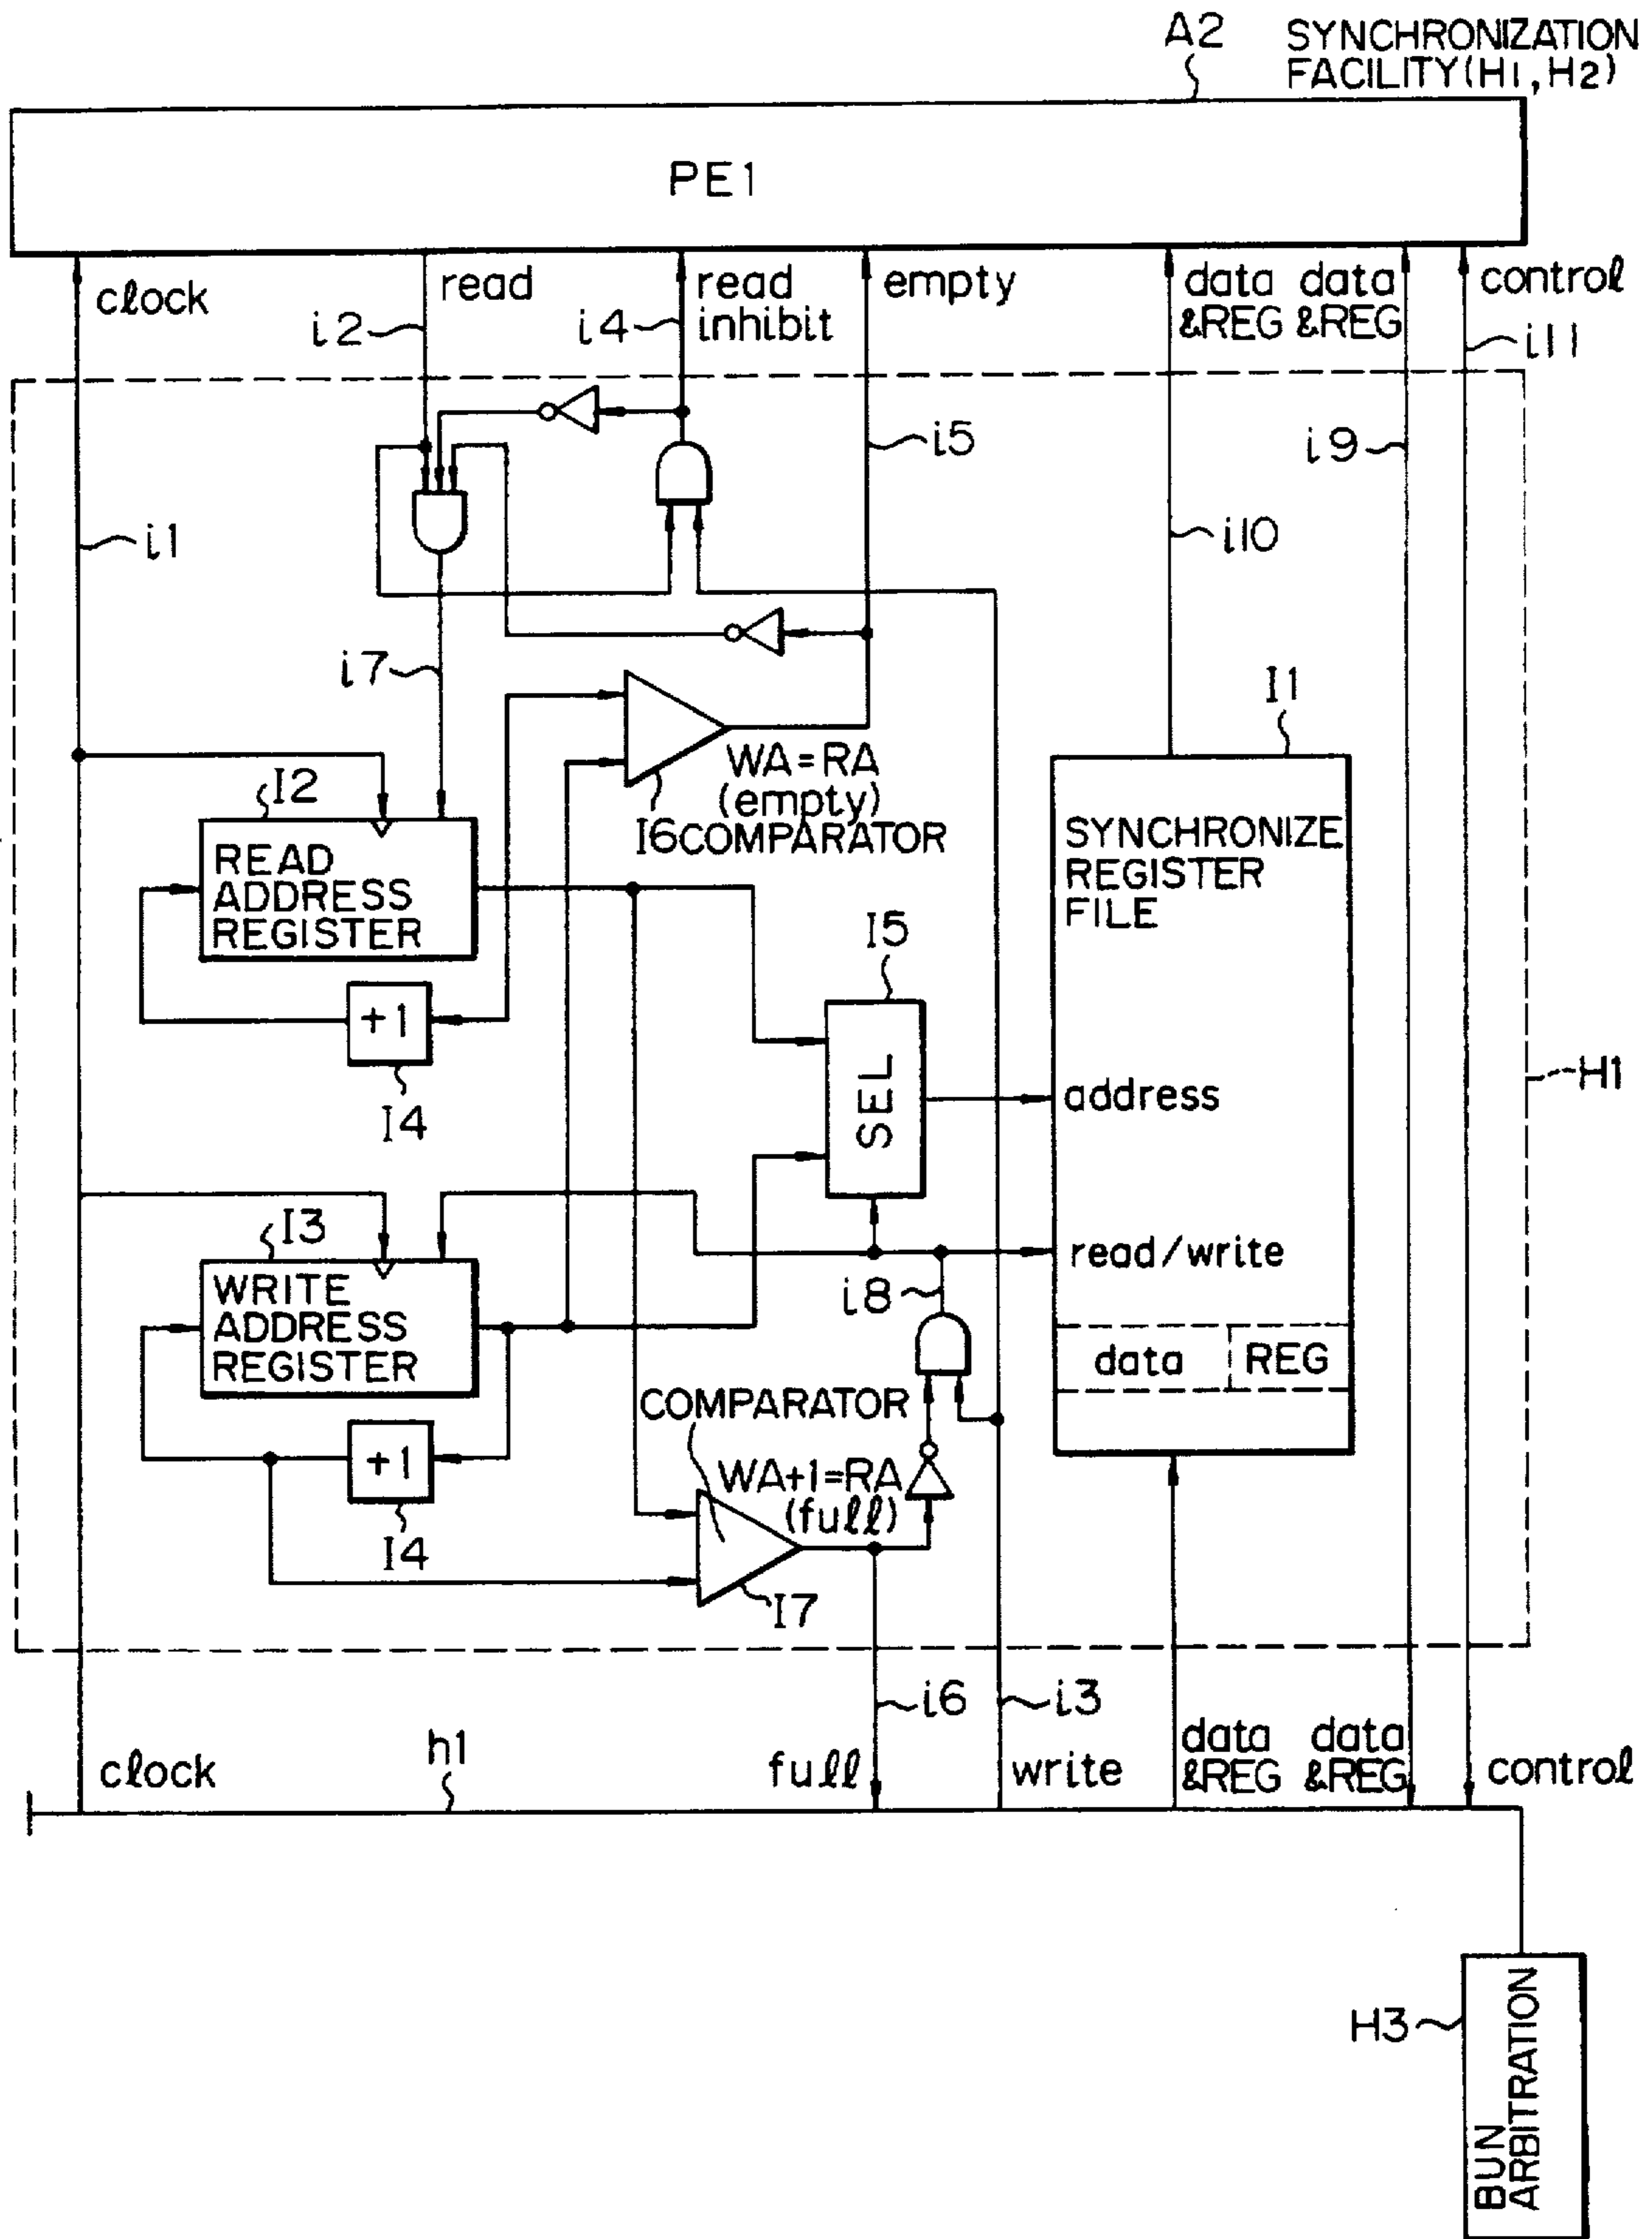 A2
SYNCHRONIZATION
FACILITY(H1,H2)
PE1
clock
read
read
inhibit
empty
data
&REG
data
&REG
control
i2
i4
i11
i5
i9
i1
i10
i7
I1
WA=RA
(empty)
I6 COMPARATOR
I2
READ
ADDRESS
REGISTER
SYNCHRONIZE
REGISTER
FILE
I5
+1
I4
SEL
address
H1
I3
WRITE
ADDRESS
REGISTER
read/write
i8
data
REG
COMPARATOR
+1
I4
WA+1=RA
(full)
I7
i6
i3
clock
h1
full
write
data
&REG
data
&REG
control
H3
BUN
ARBITRATION